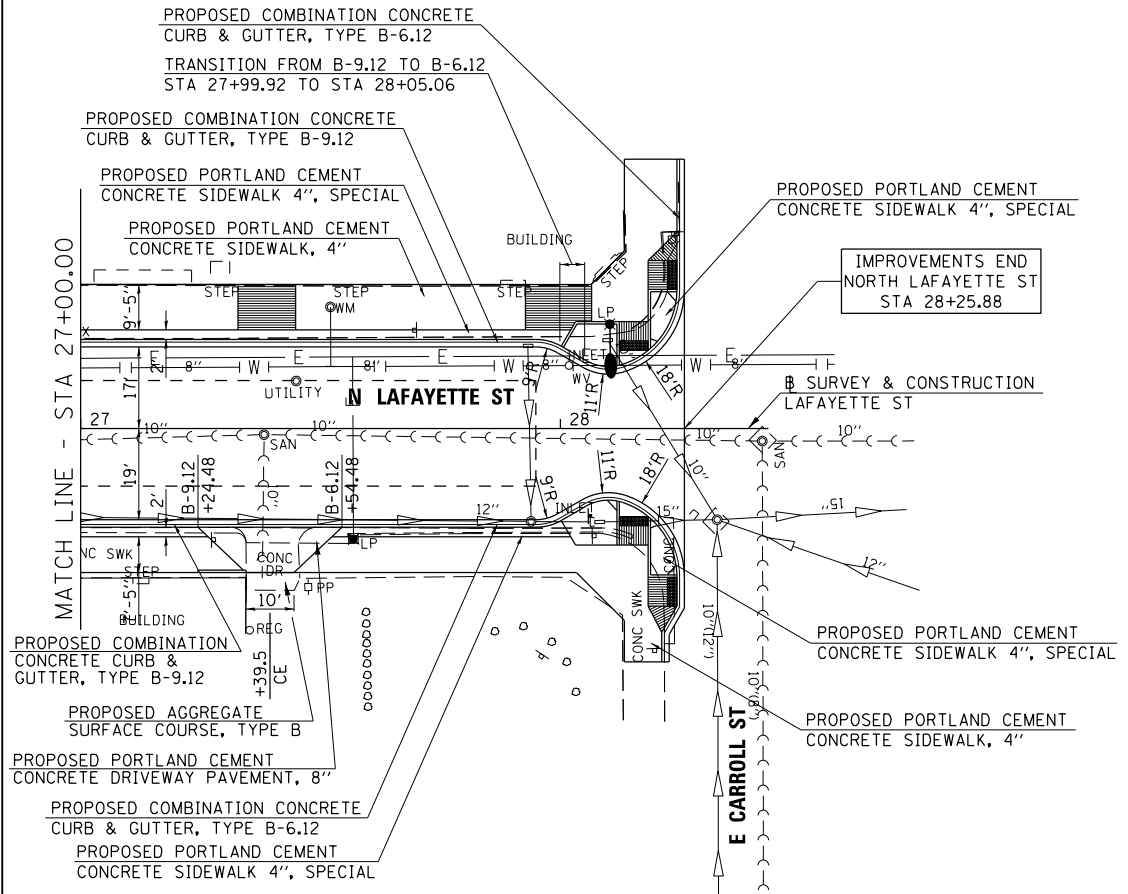 PROPOSED COMBINATION CONCRETE
CURB & GUTTER, TYPE B-6.12
TRANSITION FROM B-9.12 TO B-6.12
STA 27+99.92 TO STA 28+05.06
PROPOSED COMBINATION CONCRETE
CURB & GUTTER, TYPE B-9.12
PROPOSED PORTLAND CEMENT
CONCRETE SIDEWALK 4'', SPECIAL
PROPOSED PORTLAND CEMENT
CONCRETE SIDEWALK, 4''
BUILDING
PROPOSED PORTLAND CEMENT
CONCRETE SIDEWALK 4'', SPECIAL
IMPROVEMENTS END
NORTH LAFAYETTE ST
STA 28+25.88
MATCH LINE - STA 27+00.00
STEP
STEP
STEP
STEP
WM
LP
9'-5''
X
2'
E
E
E
E
8''
W
8''
W
8''
W
8''
INLET
WV
17'
UTILITY
N LAFAYETTE ST
9'R
11'R
18'R
SURVEY & CONSTRUCTION
LAFAYETTE ST
27
28
10''
10''
10''
10''
SAN
SAN
10''
10''
19'
2'
B-9.12
+24.48
B-6.12
+54.48
9'R
11'R
18'R
12''
INLET
15''
15''
12''
LP
CONC
DR
PP
STEP
BUILDING
10'
REG
+39.5
CE
CONC
CONC SWK
10''(12'')
10''(8'')
E CARROLL ST
PROPOSED COMBINATION
CONCRETE CURB &
GUTTER, TYPE B-9.12
PROPOSED AGGREGATE
SURFACE COURSE, TYPE B
PROPOSED PORTLAND CEMENT
CONCRETE DRIVEWAY PAVEMENT, 8''
PROPOSED COMBINATION CONCRETE
CURB & GUTTER, TYPE B-6.12
PROPOSED PORTLAND CEMENT
CONCRETE SIDEWALK 4'', SPECIAL
PROPOSED PORTLAND CEMENT
CONCRETE SIDEWALK 4'', SPECIAL
PROPOSED PORTLAND CEMENT
CONCRETE SIDEWALK, 4''